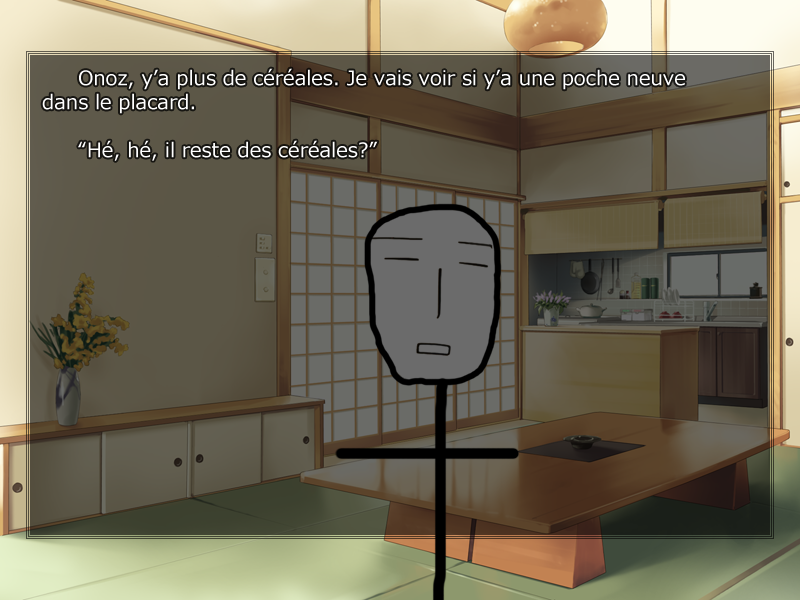 Onoz, y’a plus de céréales. Je vais voir si y’a une poche neuve
dans le placard.
“Hé, hé, il reste des céréales?”